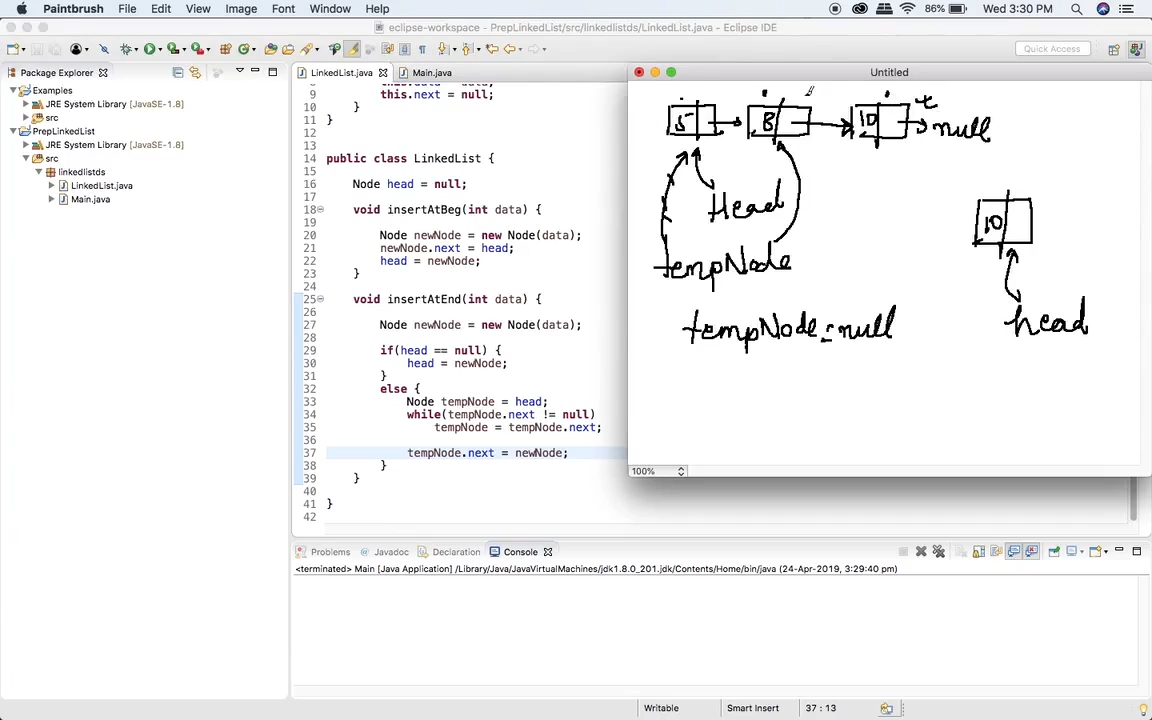 Paintbrush File Edit View Image Font Window Help 86% Wed 3:30 PM
eclipse-workspace - PrepLinkedList/src/linkedlistds/LinkedList.java - Eclipse IDE
Quick Access
Package Explorer
Examples
JRE System Library [JavaSE-1.8]
src
PrepLinkedList
JRE System Library [JavaSE-1.8]
src
linkedlistds
LinkedList.java
Main.java
LinkedList.java Main.java
9 this.next = null;
10 }
11 }
12
13
14 public class LinkedList {
15
16 Node head = null;
17
18 void insertAtBeg(int data) {
19
20 Node newNode = new Node(data);
21 newNode.next = head;
22 head = newNode;
23 }
24
25 void insertAtEnd(int data) {
26
27 Node newNode = new Node(data);
28
29 if(head == null) {
30 head = newNode;
31 }
32 else {
33 Node tempNode = head;
34 while(tempNode.next != null)
35 tempNode = tempNode.next;
36
37 tempNode.next = newNode;
38 }
39 }
40
41 }
42
Untitled
5 8 10 null
Head
tempNode
tempNode = null
10
head
100%
Problems Javadoc Declaration Console
<terminated> Main [Java Application] /Library/Java/JavaVirtualMachines/jdk1.8.0_201.jdk/Contents/Home/bin/java (24-Apr-2019, 3:29:40 pm)
Writable Smart Insert 37 : 13